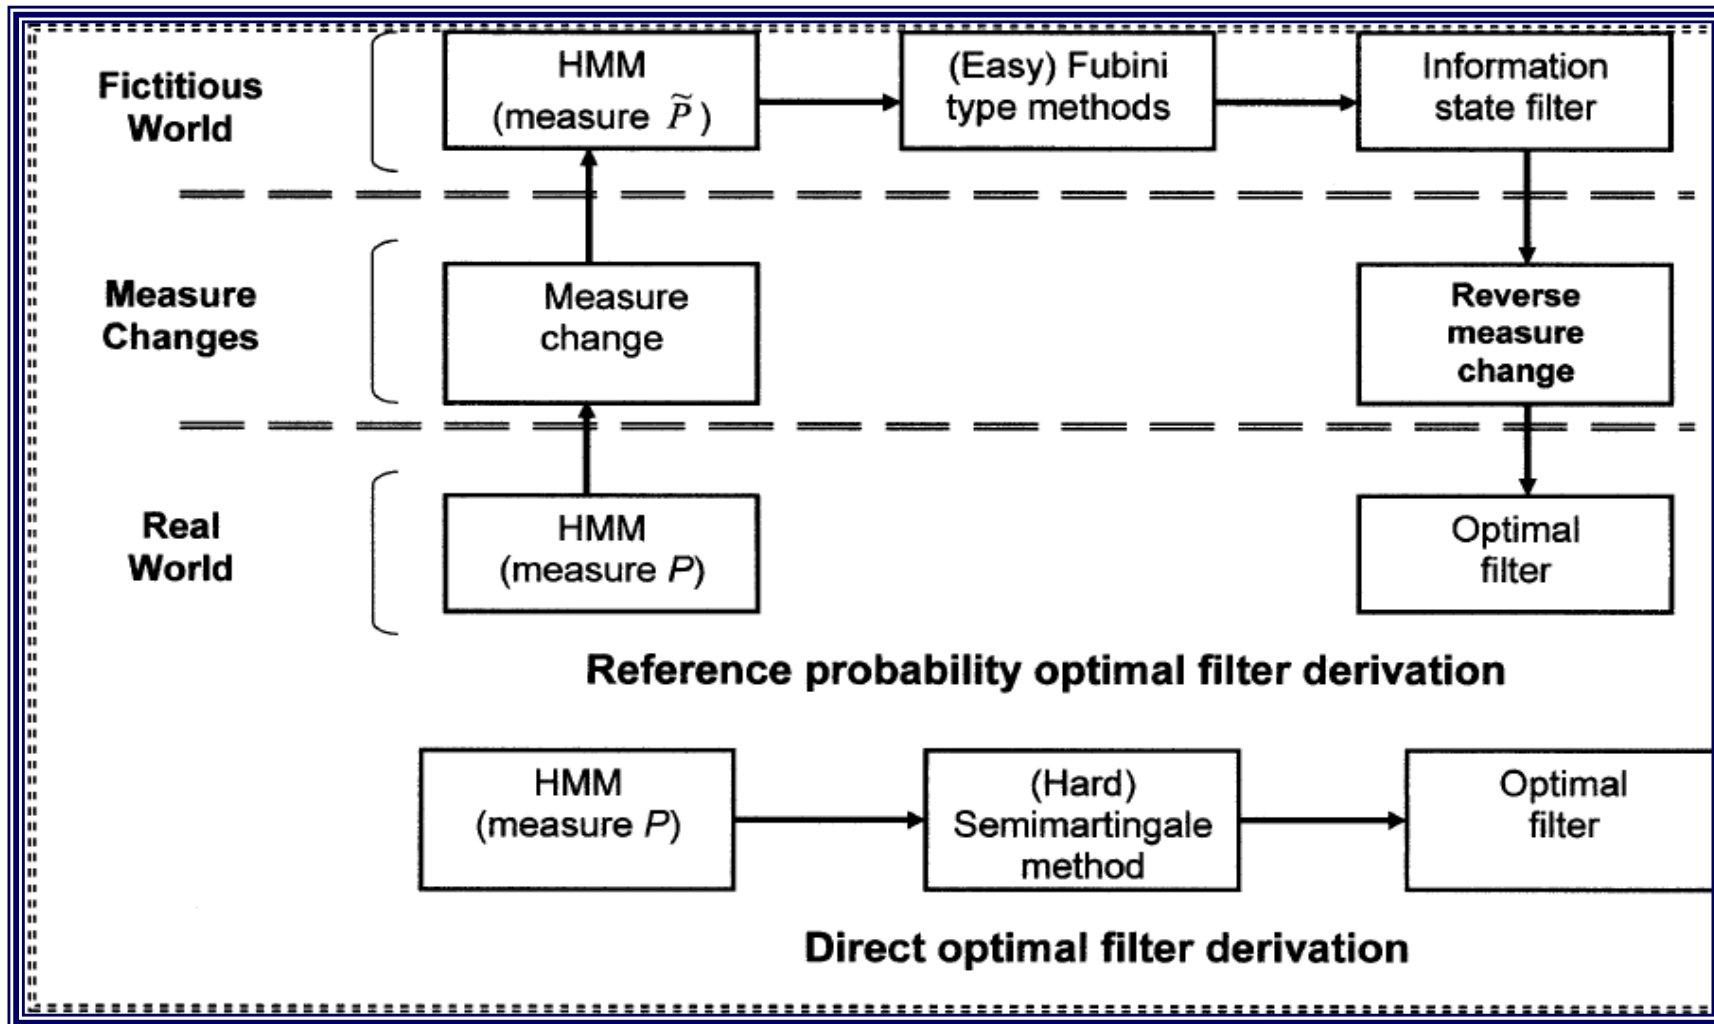 Fictitious
World
HMM
(measure P̃ )
(Easy) Fubini
type methods
Information
state filter
Measure
Changes
Measure
change
Reverse
measure
change
Real
World
HMM
(measure P)
Optimal
filter
Reference probability optimal filter derivation
HMM
(measure P)
(Hard)
Semimartingale
method
Optimal
filter
Direct optimal filter derivation